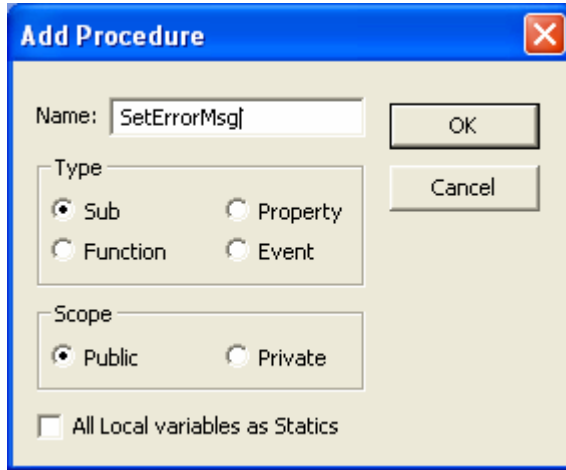 Add Procedure
Name: SetErrorMsg
OK
Type
Cancel
Sub Property
Function Event
Scope
Public Private
All Local variables as Statics